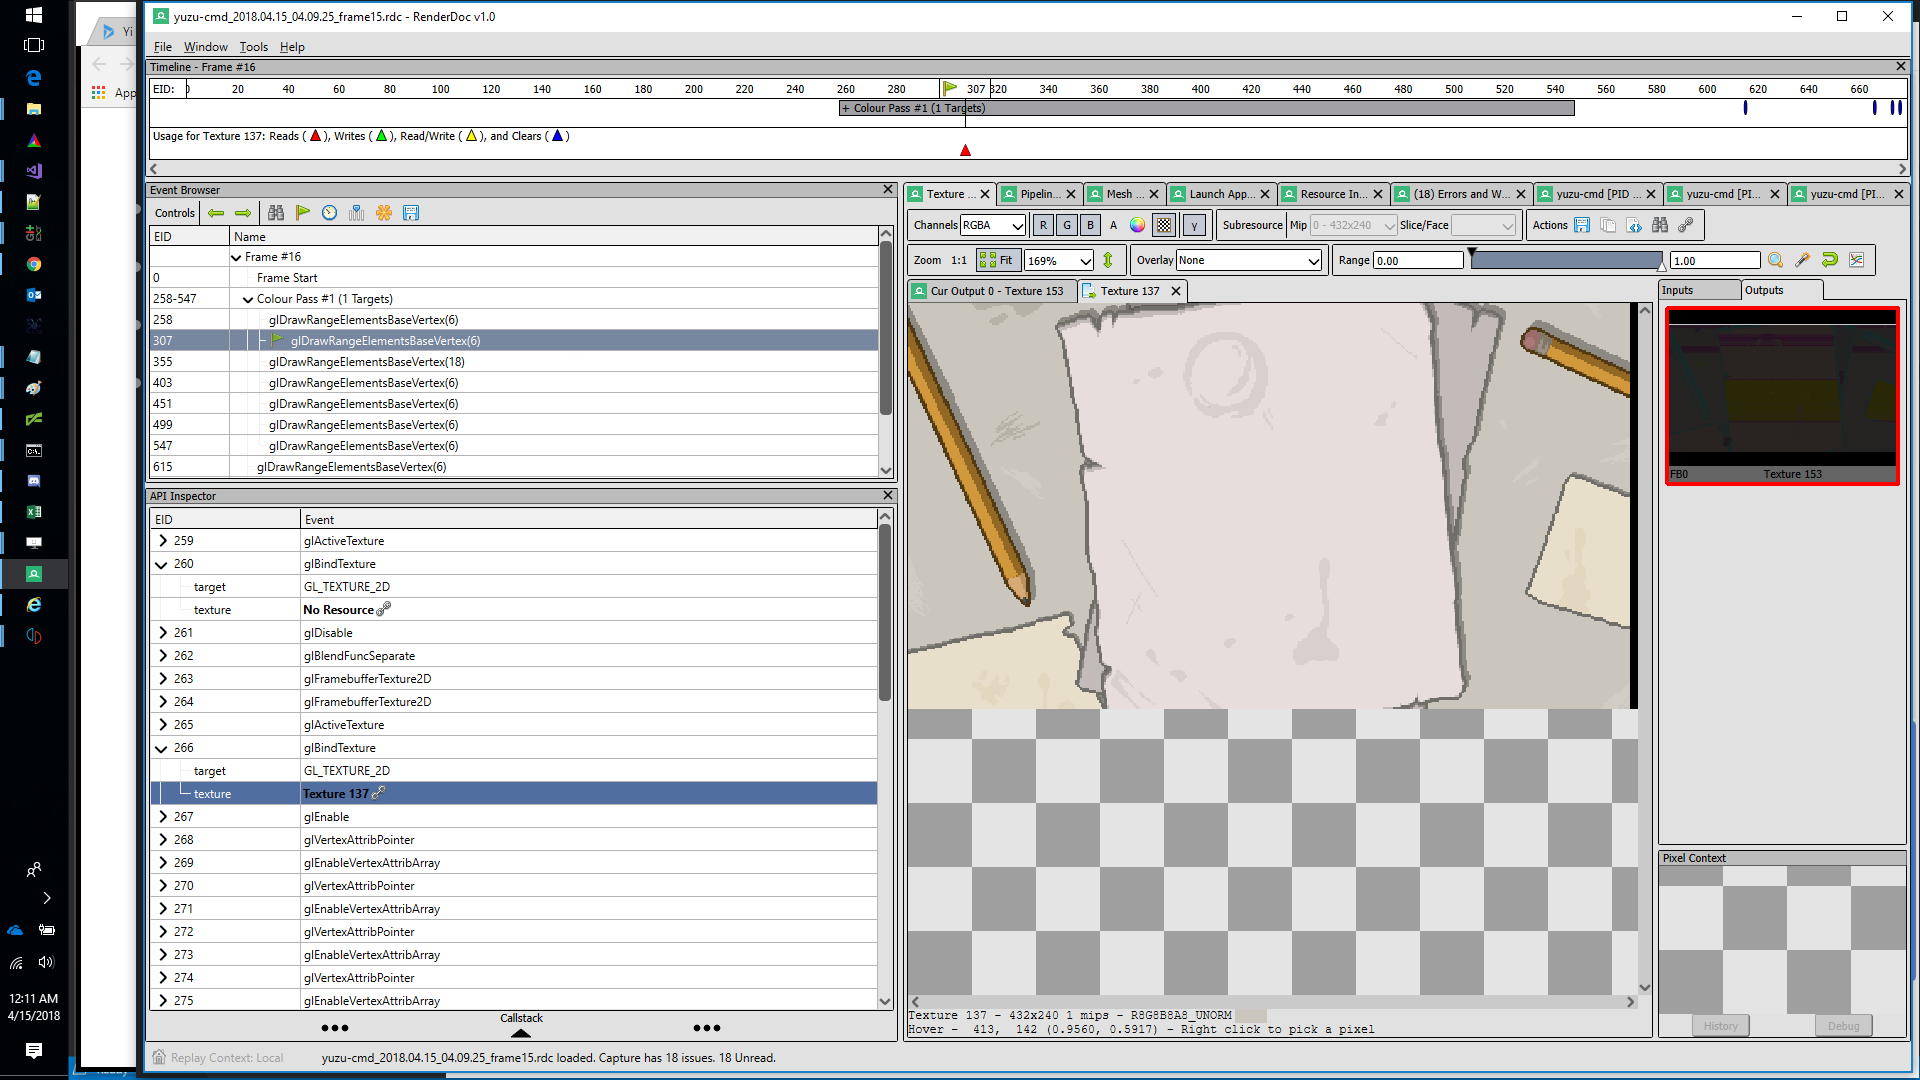 yuzu-cmd_2018.04.15_04.09.25_frame15.rdc - RenderDoc v1.0
Yi
App
File Window Tools Help
Timeline - Frame #16
EID: 0 20 40 60 80 100 120 140 160 180 200 220 240 260 280 307 320 340 360 380 400 420 440 460 480 500 520 540 560 580 600 620 640 660
+ Colour Pass #1 (1 Targets)
Usage for Texture 137: Reads ( ), Writes ( ), Read/Write ( ), and Clears ( )
Event Browser
Controls
EID Name
Frame #16
0 Frame Start
258-547 Colour Pass #1 (1 Targets)
258 glDrawRangeElementsBaseVertex(6)
307 glDrawRangeElementsBaseVertex(6)
355 glDrawRangeElementsBaseVertex(18)
403 glDrawRangeElementsBaseVertex(6)
451 glDrawRangeElementsBaseVertex(6)
499 glDrawRangeElementsBaseVertex(6)
547 glDrawRangeElementsBaseVertex(6)
615 glDrawRangeElementsBaseVertex(6)
API Inspector
EID Event
259 glActiveTexture
260 glBindTexture
target GL_TEXTURE_2D
texture No Resource
261 glDisable
262 glBlendFuncSeparate
263 glFramebufferTexture2D
264 glFramebufferTexture2D
265 glActiveTexture
266 glBindTexture
target GL_TEXTURE_2D
texture Texture 137
267 glEnable
268 glVertexAttribPointer
269 glEnableVertexAttribArray
270 glVertexAttribPointer
271 glEnableVertexAttribArray
272 glVertexAttribPointer
273 glEnableVertexAttribArray
274 glVertexAttribPointer
275 glEnableVertexAttribArray
Callstack
Texture ... Pipelin... Mesh ... Launch App... Resource In... (18) Errors and W... yuzu-cmd [PID ... yuzu-cmd [PI... yuzu-cmd [PI...
Channels RGBA R G B A γ Subresource Mip 0 - 432x240 Slice/Face Actions
Zoom 1:1 Fit 169% Overlay None Range 0.00 1.00
Cur Output 0 - Texture 153 Texture 137
Inputs Outputs
FB0 Texture 153
Pixel Context
History Debug
Texture 137 - 432x240 1 mips - R8G8B8A8_UNORM
Hover - 413, 142 (0.9560, 0.5917) - Right click to pick a pixel
Replay Context: Local yuzu-cmd_2018.04.15_04.09.25_frame15.rdc loaded. Capture has 18 issues. 18 Unread.
12:11 AM
4/15/2018